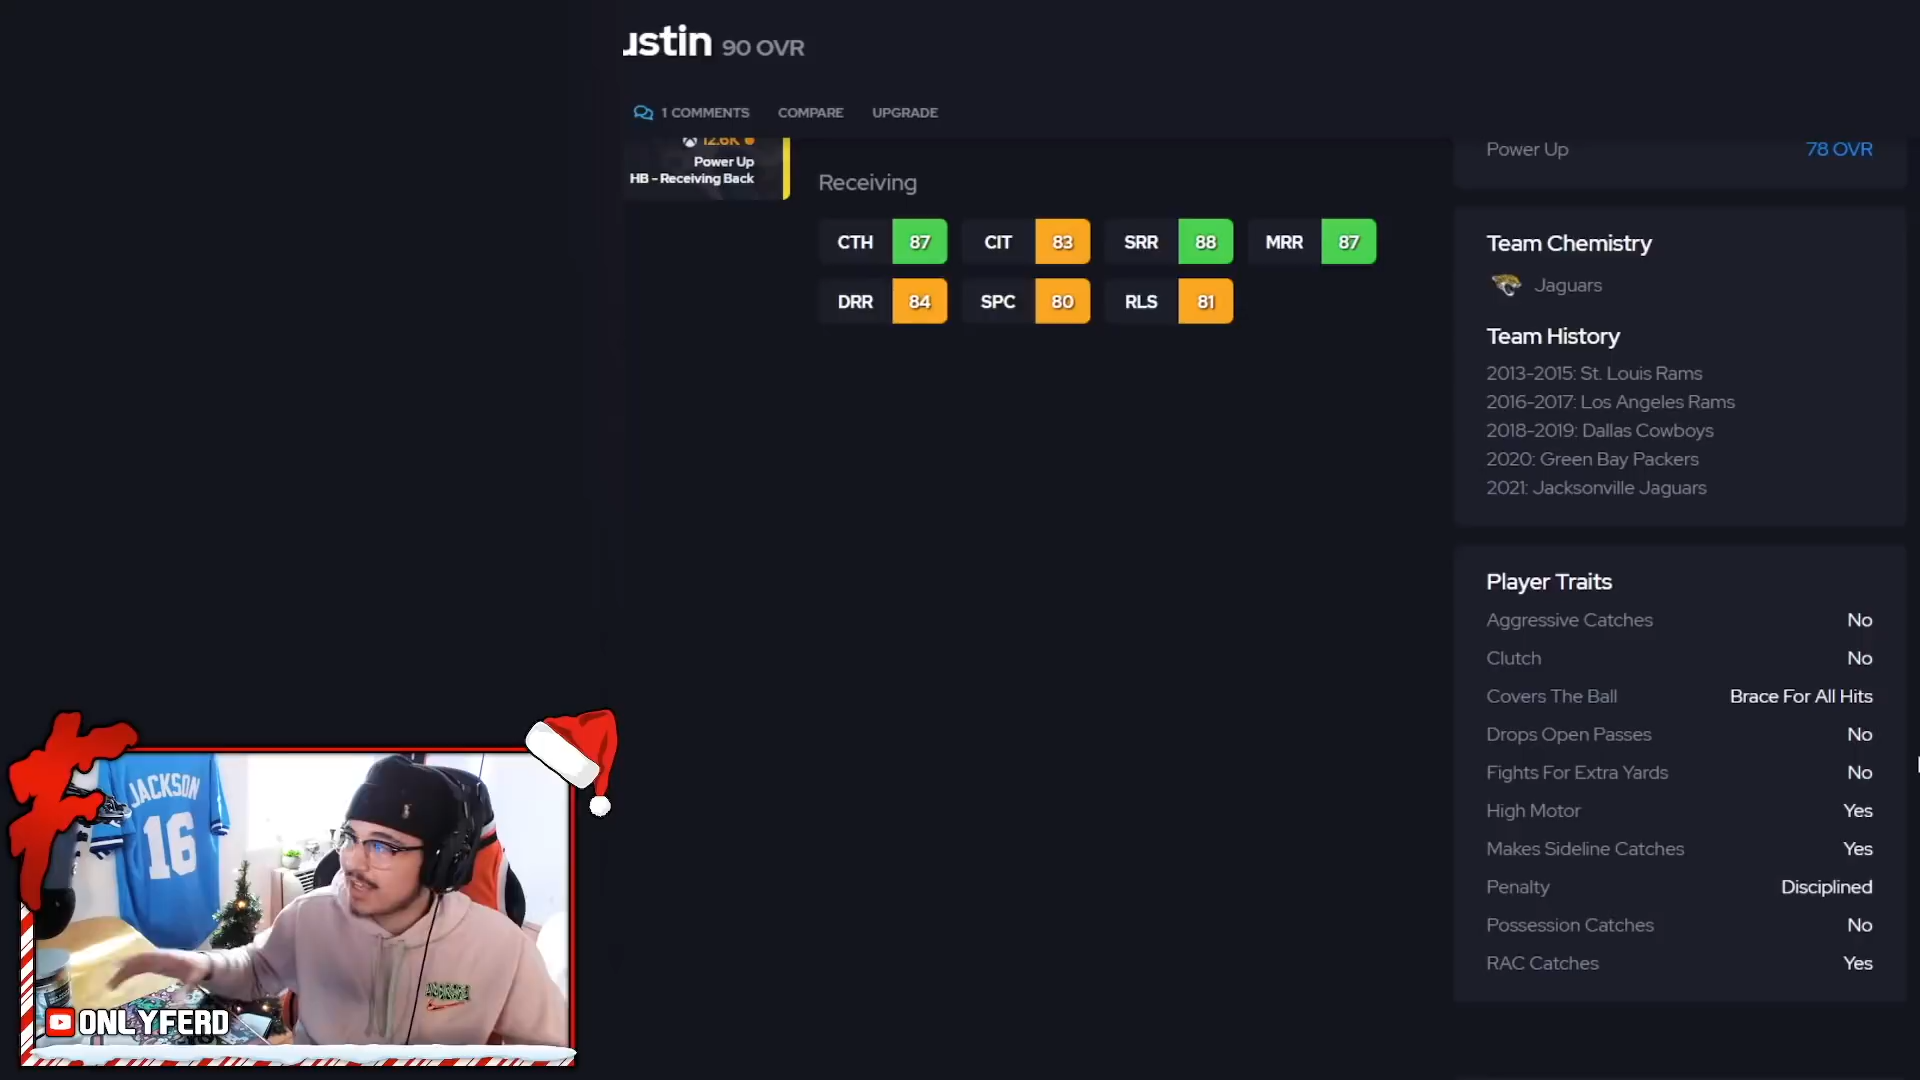 ustin 90 OVR
1 COMMENTS COMPARE UPGRADE
12.6K
Power Up
HB - Receiving Back
Receiving
CTH 87 CIT 83 SRR 88 MRR 87
DRR 84 SPC 80 RLS 81
Power Up 78 OVR
Team Chemistry
Jaguars
Team History
2013-2015: St. Louis Rams
2016-2017: Los Angeles Rams
2018-2019: Dallas Cowboys
2020: Green Bay Packers
2021: Jacksonville Jaguars
Player Traits
Aggressive Catches No
Clutch No
Covers The Ball Brace For All Hits
Drops Open Passes No
Fights For Extra Yards No
High Motor Yes
Makes Sideline Catches Yes
Penalty Disciplined
Possession Catches No
RAC Catches Yes
JACKSON
16
ONLYFERD